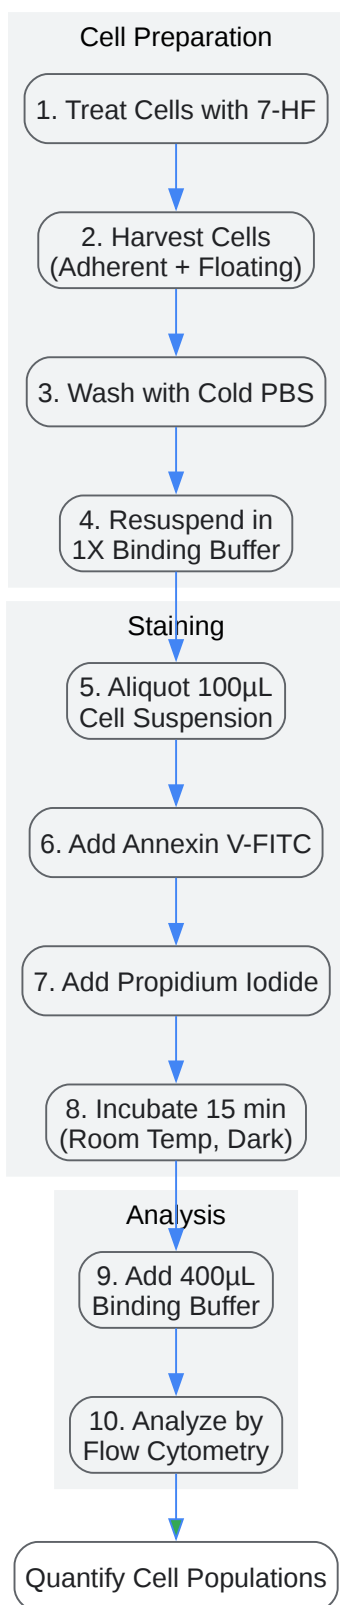 Cell Preparation
1. Treat Cells with 7-HF
2. Harvest Cells
(Adherent + Floating)
3. Wash with Cold PBS
4. Resuspend in
1X Binding Buffer
Staining
5. Aliquot 100µL
Cell Suspension
6. Add Annexin V-FITC
7. Add Propidium Iodide
8. Incubate 15 min
(Room Temp, Dark)
Analysis
9. Add 400µL
Binding Buffer
10. Analyze by
Flow Cytometry
Quantify Cell Populations